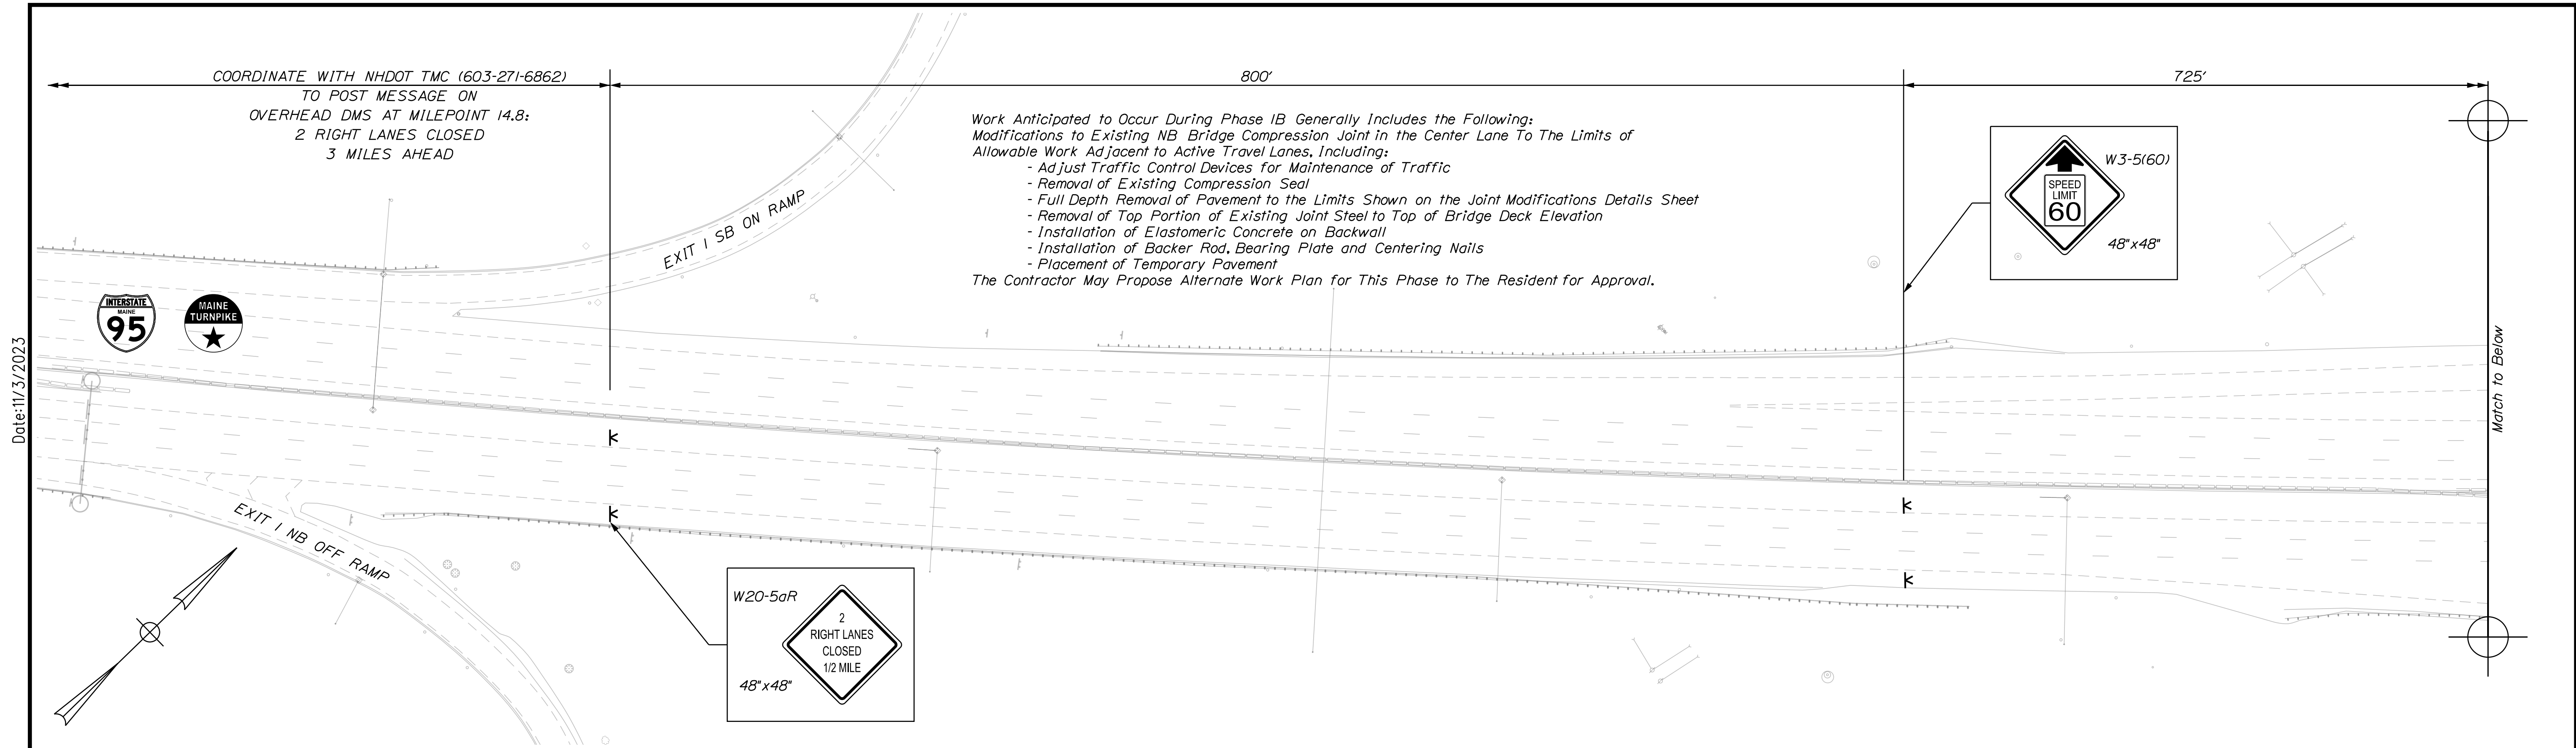 COORDINATE WITH NHDOT TMC (603-271-6862)
TO POST MESSAGE ON
OVERHEAD DMS AT MILEPOINT 14.8:
2 RIGHT LANES CLOSED
3 MILES AHEAD
800'
725'
Work Anticipated to Occur During Phase 1B Generally Includes the Following:
Modifications to Existing NB Bridge Compression Joint in the Center Lane To The Limits of
Allowable Work Adjacent to Active Travel Lanes, Including:
- Adjust Traffic Control Devices for Maintenance of Traffic
- Removal of Existing Compression Seal
- Full Depth Removal of Pavement to the Limits Shown on the Joint Modifications Details Sheet
- Removal of Top Portion of Existing Joint Steel to Top of Bridge Deck Elevation
- Installation of Elastomeric Concrete on Backwall
- Installation of Backer Rod, Bearing Plate and Centering Nails
- Placement of Temporary Pavement
The Contractor May Propose Alternate Work Plan for This Phase to The Resident for Approval.
W3-5(60)
SPEED
LIMIT
60
48"x48"
EXIT 1 SB ON RAMP
INTERSTATE
MAINE
95
MAINE
TURNPIKE
Date:11/3/2023
Match to Below
EXIT 1 NB OFF RAMP
W20-5aR
2
RIGHT LANES
CLOSED
1/2 MILE
48"x48"